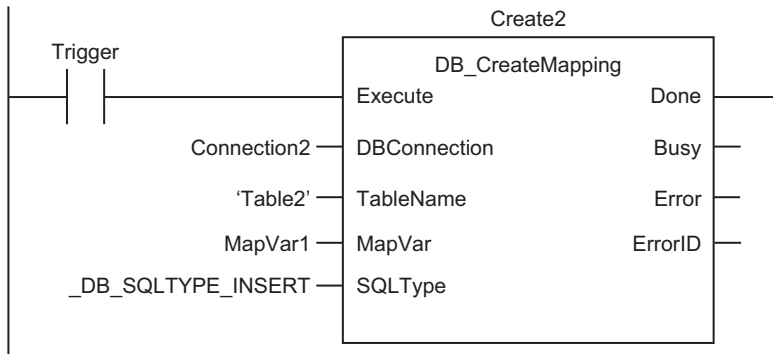 Create2
Trigger
DB_CreateMapping
Execute Done
Connection2 DBConnection Busy
‘Table2’ TableName Error
MapVar1 MapVar ErrorID
_DB_SQLTYPE_INSERT SQLType